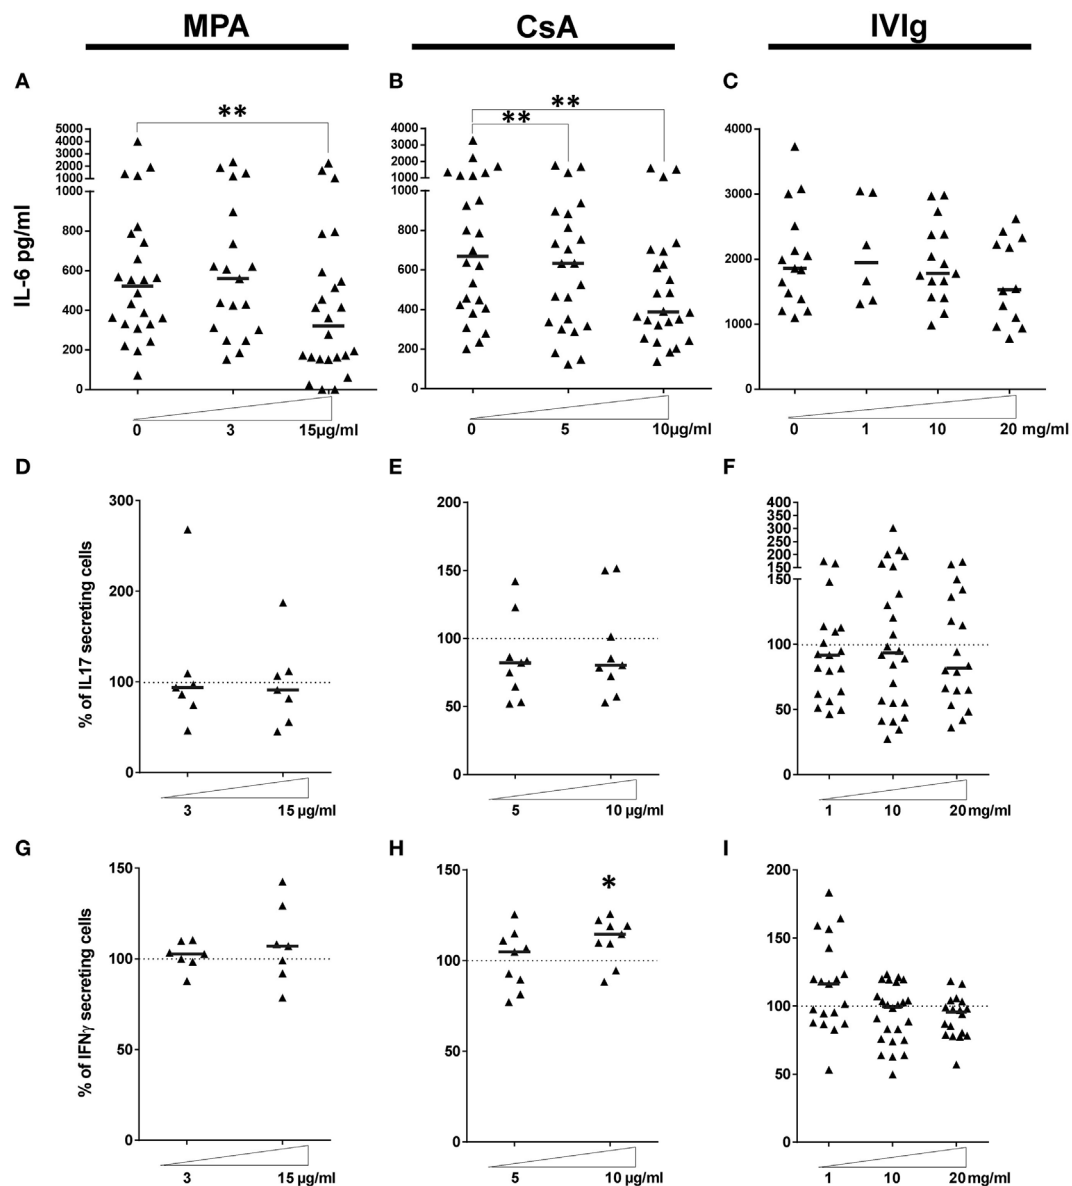 MPA CsA IVIg
A B C
** ** **
IL-6 pg/ml
5000 4000 3000 2000 1000 1000 800 600 400 200 0
4000 3000 2000 1000 1000 800 600 400 200 0
4000 3000 2000 1000 0
0 3 15µg/ml 0 5 10µg/ml 0 1 10 20 mg/ml
D E F
% of IL17 secreting cells
300 200 100 0
200 150 100 50 0
400 350 300 250 200 150 150 100 50 0
3 15 µg/ml 5 10 µg/ml 1 10 20 mg/ml
G H I
*
% of IFNγ secreting cells
150 100 50 0
150 100 50 0
200 150 100 50 0
3 15 µg/ml 5 10 µg/ml 1 10 20 mg/ml